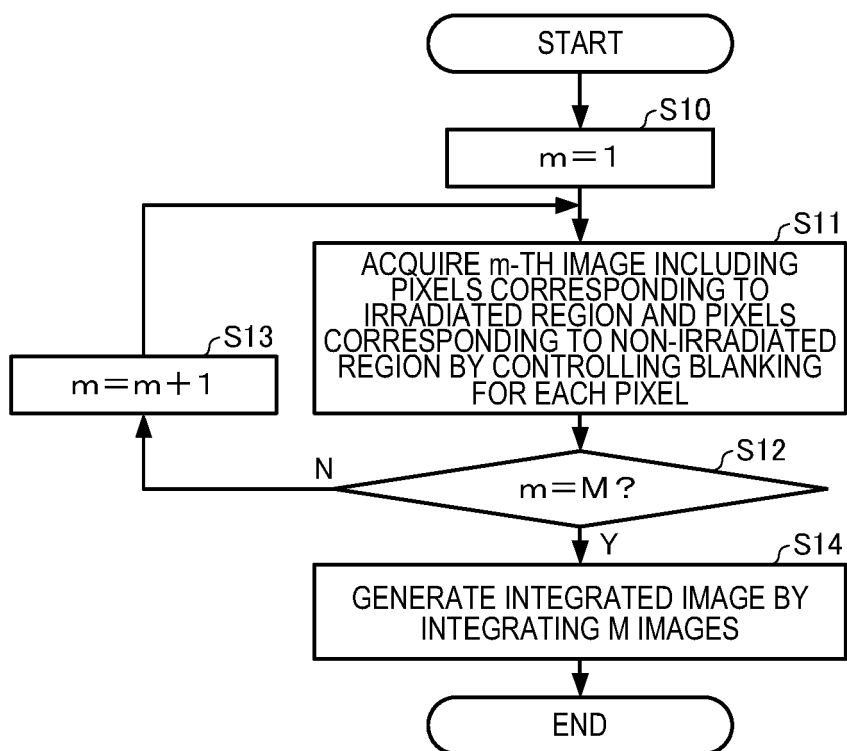 START
S10
m=1
S11
ACQUIRE m-TH IMAGE INCLUDING
PIXELS CORRESPONDING TO
IRRADIATED REGION AND PIXELS
CORRESPONDING TO NON-IRRADIATED
REGION BY CONTROLLING BLANKING
FOR EACH PIXEL
S13
m=m+1
S12
m=M?
N
Y
S14
GENERATE INTEGRATED IMAGE BY
INTEGRATING M IMAGES
END